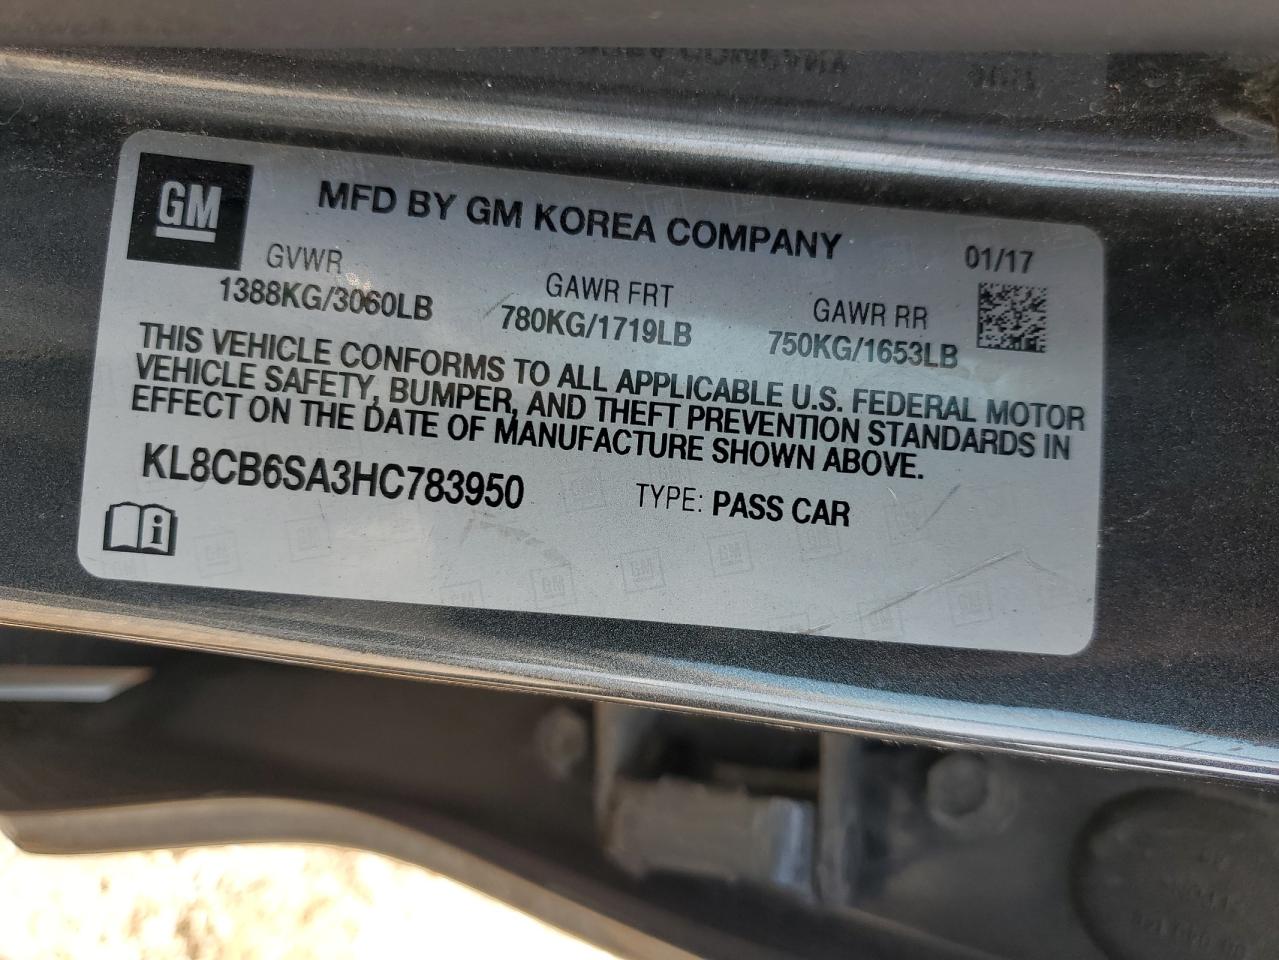 GM
MFD BY GM KOREA COMPANY
01/17
GVWR
1388KG/3060LB
GAWR FRT
780KG/1719LB
GAWR RR
750KG/1653LB
THIS VEHICLE CONFORMS TO ALL APPLICABLE U.S. FEDERAL MOTOR
VEHICLE SAFETY, BUMPER, AND THEFT PREVENTION STANDARDS IN
EFFECT ON THE DATE OF MANUFACTURE SHOWN ABOVE.
KL8CB6SA3HC783950
TYPE: PASS CAR